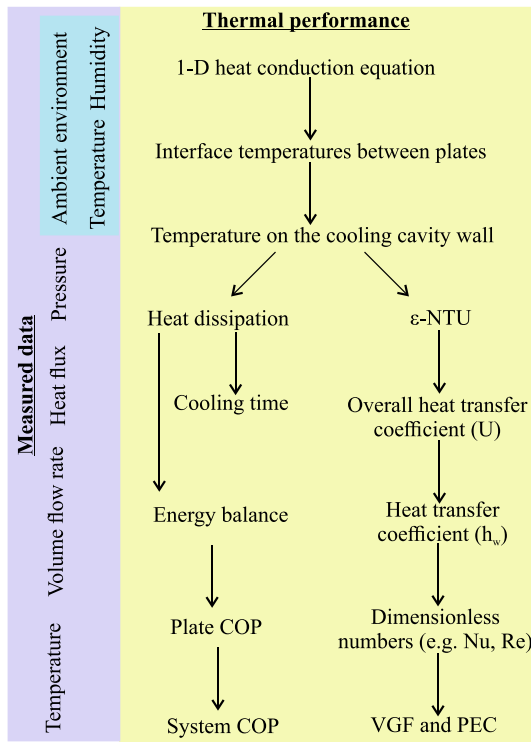 Thermal performance
1-D heat conduction equation
Interface temperatures between plates
Temperature on the cooling cavity wall
Heat dissipation
ε-NTU
Cooling time
Overall heat transfer
coefficient (U)
Energy balance
Heat transfer
coefficient (h_w)
Plate COP
Dimensionless
numbers (e.g. Nu, Re)
System COP
VGF and PEC
Measured data
Ambient environment
Temperature Humidity
Pressure
Heat flux
Volume flow rate
Temperature